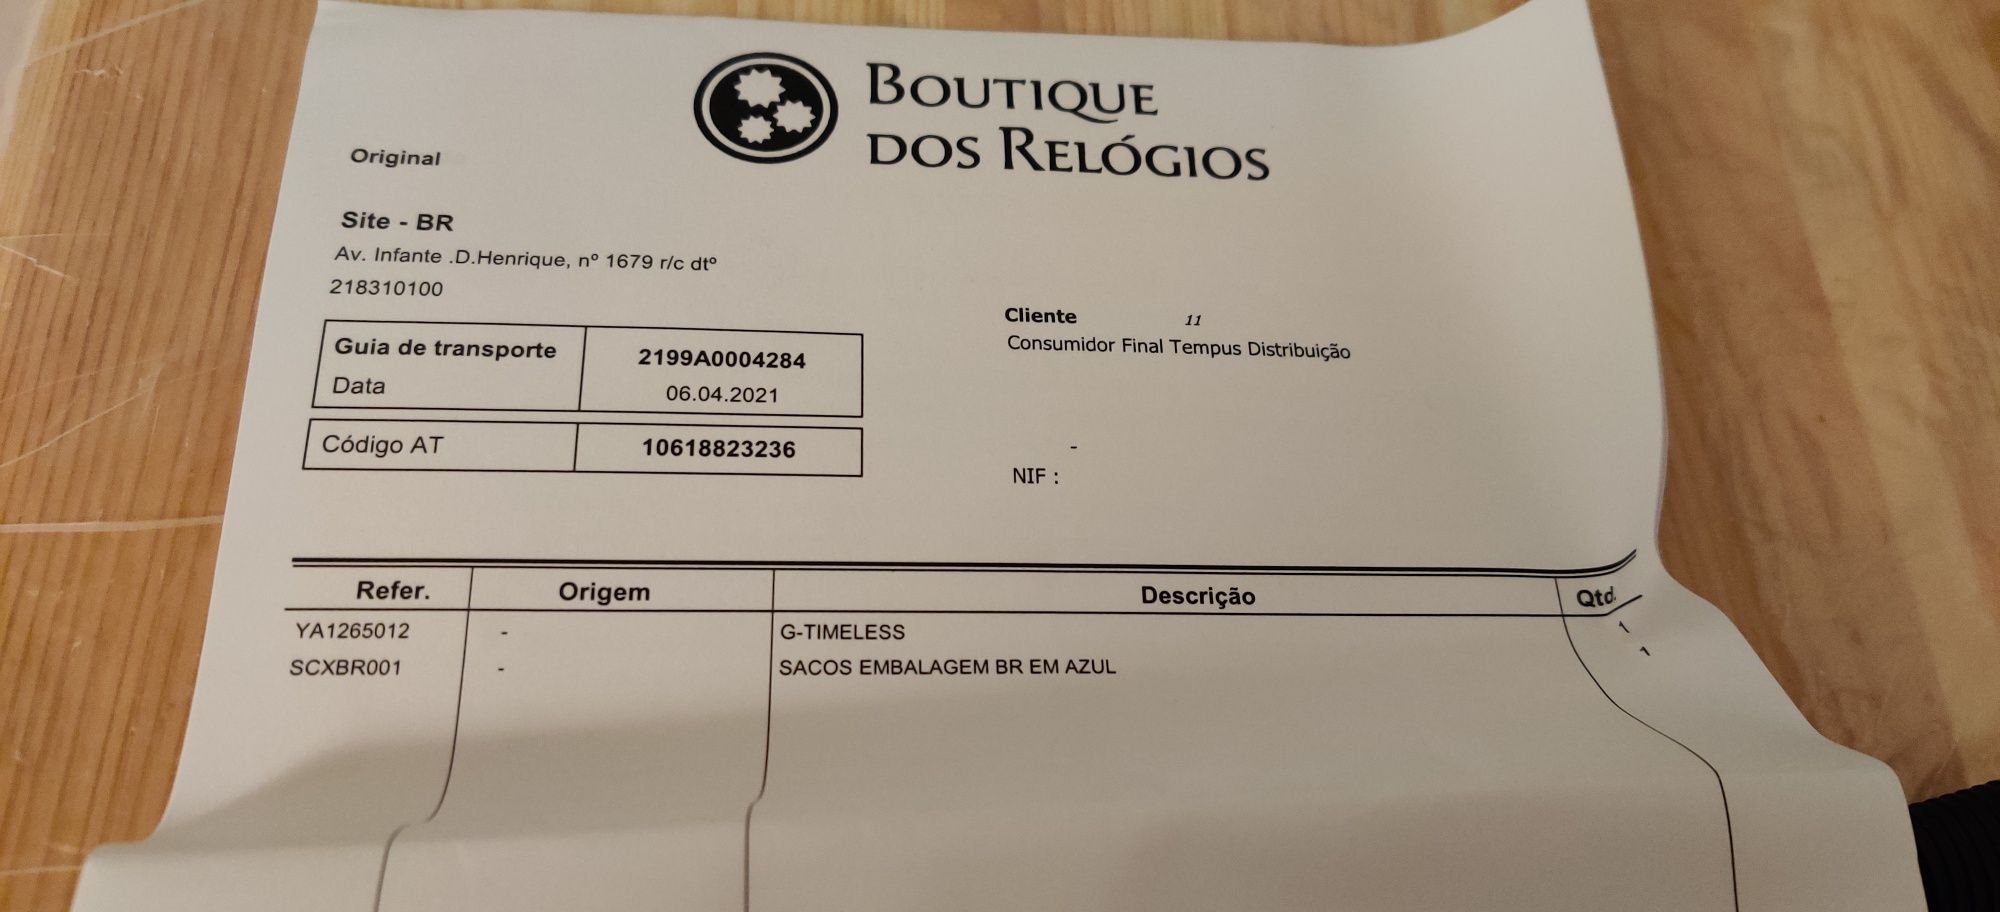 BOUTIQUE
DOS RELÓGIOS
Original
Site - BR
Av. Infante .D.Henrique, nº 1679 r/c dtº
218310100
Guia de transporte 2199A0004284
Data 06.04.2021
Código AT 10618823236
Cliente 11
Consumidor Final Tempus Distribuição
-
NIF :
Refer. Origem Descrição Qtd.
YA1265012 - G-TIMELESS 1
SCXBR001 - SACOS EMBALAGEM BR EM AZUL 1